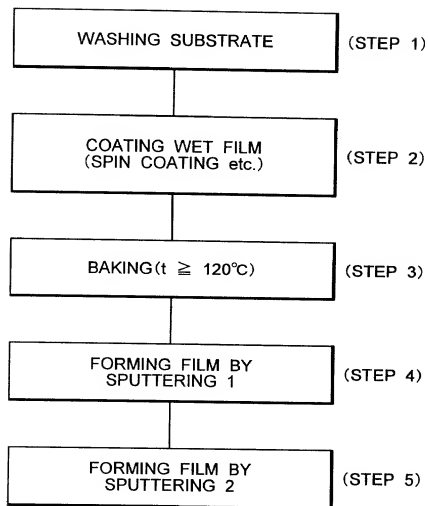 WASHING SUBSTRATE (STEP 1)
COATING WET FILM
(SPIN COATING etc.) (STEP 2)
BAKING(t ≧ 120℃) (STEP 3)
FORMING FILM BY
SPUTTERING 1 (STEP 4)
FORMING FILM BY
SPUTTERING 2 (STEP 5)